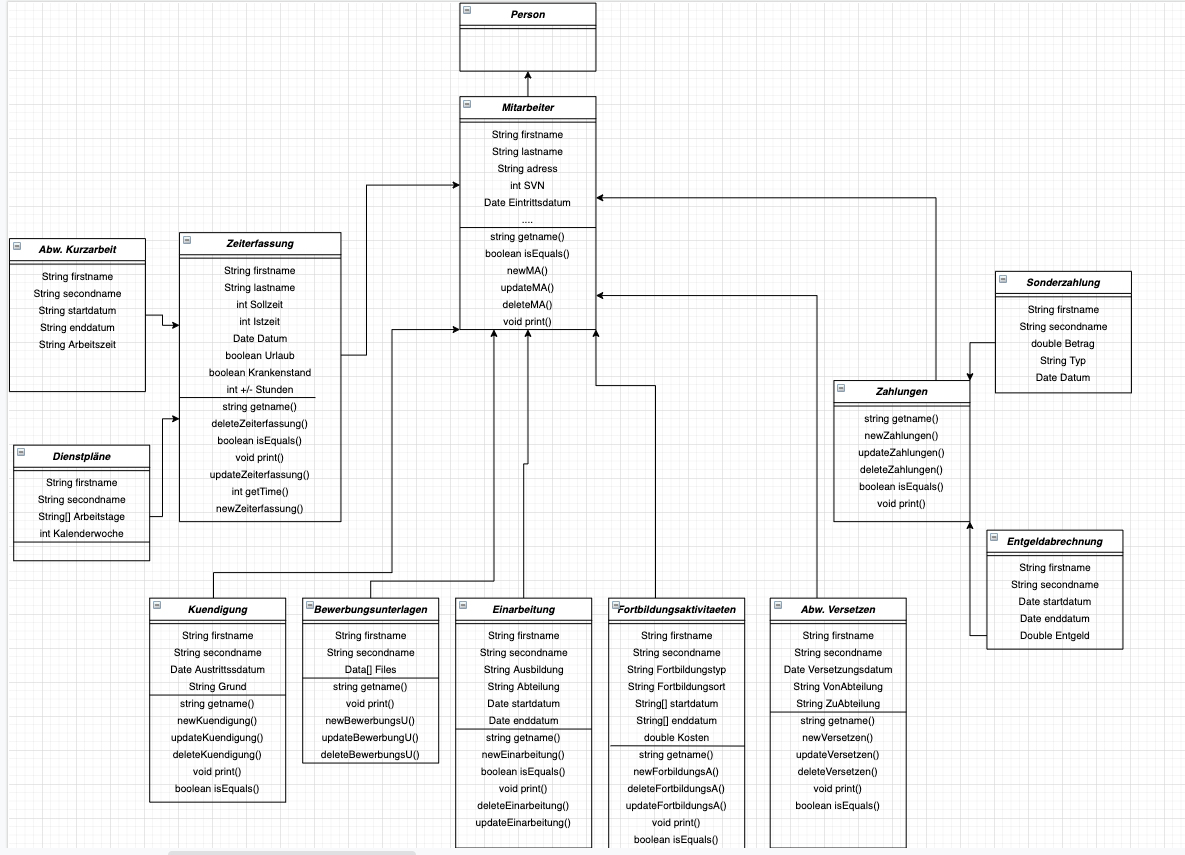 Person
Mitarbeiter
String firstname
String lastname
String adress
int SVN
Date Eintrittsdatum
....
string getname()
boolean isEquals()
newMA()
updateMA()
deleteMA()
void print()
Abw. Kurzarbeit
String firstname
String secondname
String startdatum
String enddatum
String Arbeitszeit
Zeiterfassung
String firstname
String lastname
int Sollzeit
int Istzeit
Date Datum
boolean Urlaub
boolean Krankenstand
int +/- Stunden
string getname()
deleteZeiterfassung()
boolean isEquals()
void print()
updateZeiterfassung()
int getTime()
newZeiterfassung()
Dienstpläne
String firstname
String secondname
String[] Arbeitstage
int Kalenderwoche
Sonderzahlung
String firstname
String secondname
double Betrag
String Typ
Date Datum
Zahlungen
string getname()
newZahlungen()
updateZahlungen()
deleteZahlungen()
boolean isEquals()
void print()
Entgeldabrechnung
String firstname
String secondname
Date startdatum
Date enddatum
Double Entgeld
Kuendigung
String firstname
String secondname
Date Austrittssdatum
String Grund
string getname()
newKuendigung()
updateKuendigung()
deleteKuendigung()
void print()
boolean isEquals()
Bewerbungsunterlagen
String firstname
String secondname
Data[] Files
string getname()
void print()
newBewerbungsU()
updateBewerbungU()
deleteBewerbungsU()
Einarbeitung
String firstname
String secondname
String Ausbildung
String Abteilung
Date startdatum
Date enddatum
string getname()
newEinarbeitung()
boolean isEquals()
void print()
deleteEinarbeitung()
updateEinarbeitung()
Fortbildungsaktivitaeten
String firstname
String secondname
String Fortbildungstyp
String Fortbildungsort
String[] startdatum
String[] enddatum
double Kosten
string getname()
newForbildungsA()
deleteFortbildungsA()
updateFortbildungsA()
void print()
boolean isEquals()
Abw. Versetzen
String firstname
String secondname
Date Versetzungsdatum
String VonAbteilung
String ZuAbteilung
string getname()
newVersetzen()
updateVersetzen()
deleteVersetzen()
void print()
boolean isEquals()